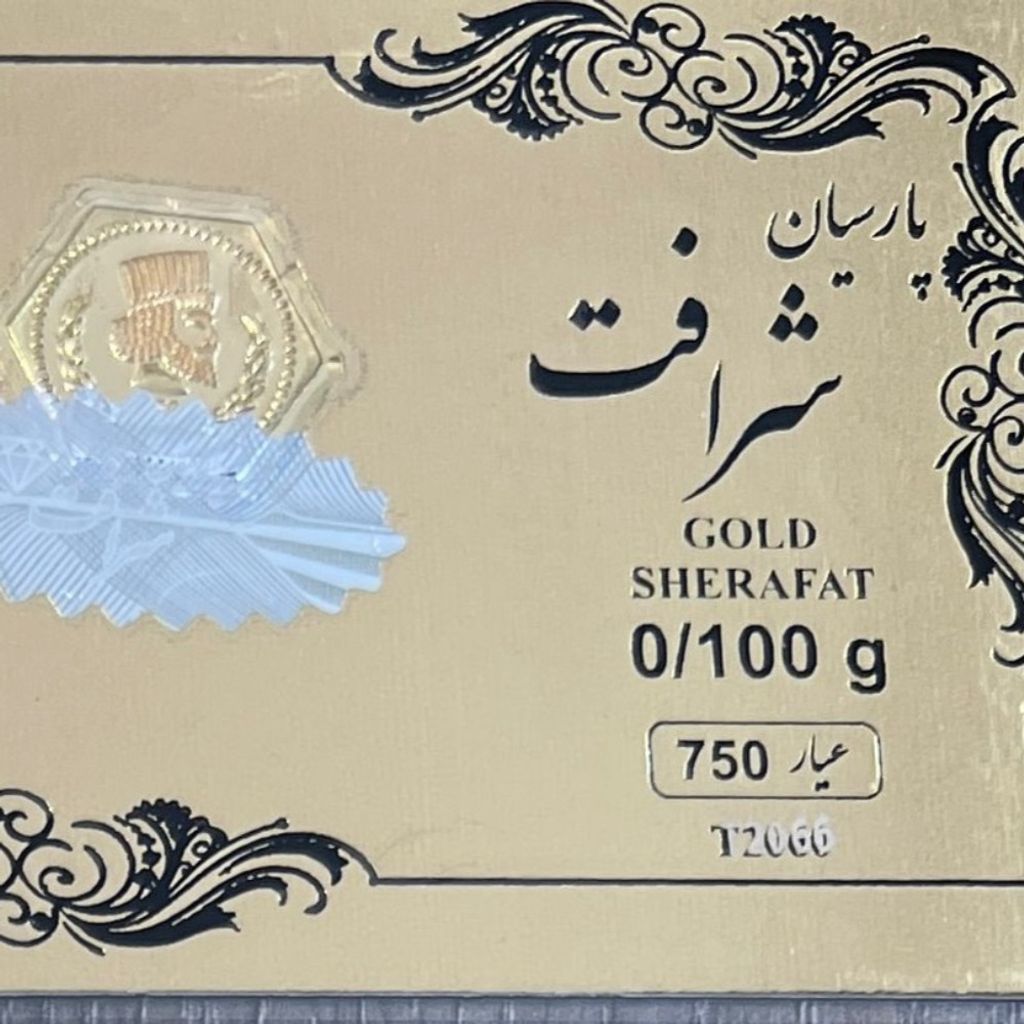 پارسیان
شرافت
GOLD
SHERAFAT
0/100 g
عیار 750
T2066